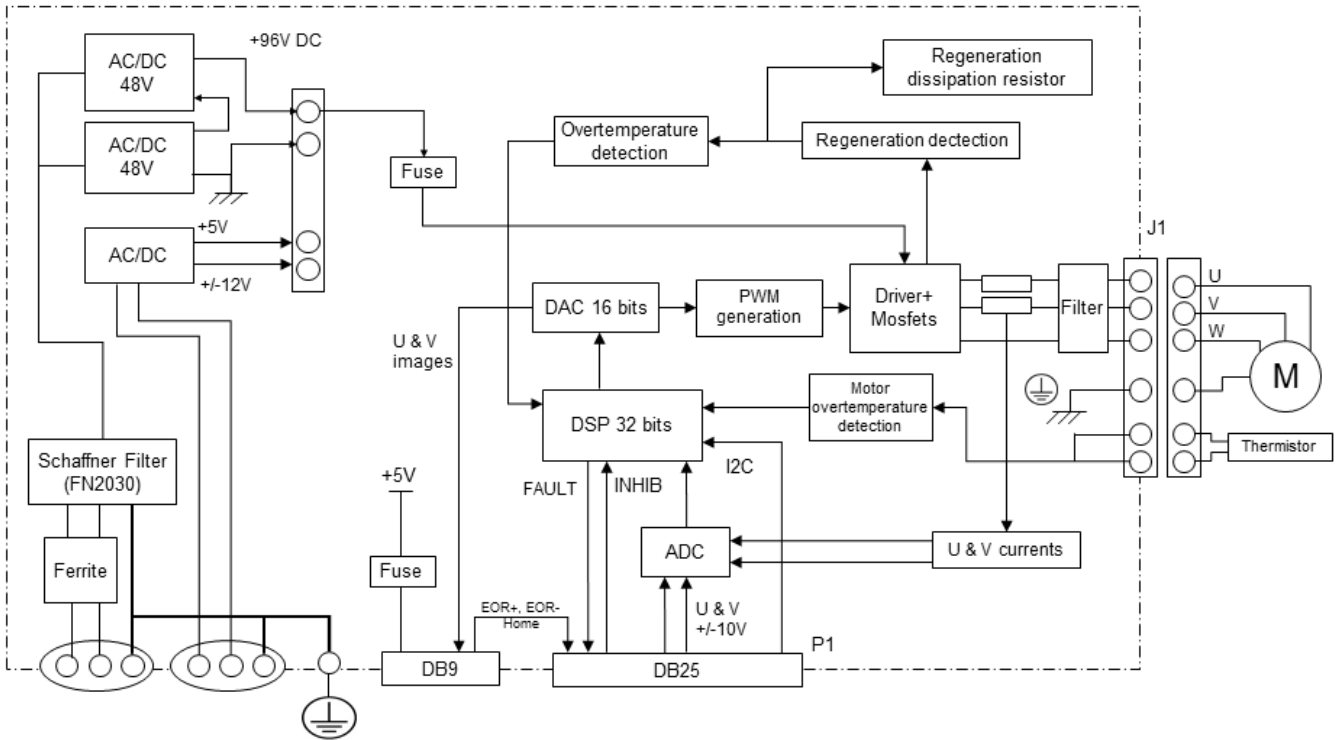 +96V DC
AC/DC
48V
AC/DC
48V
Regeneration
dissipation resistor
Overtemperature
detection
Regeneration dectection
Fuse
+5V
AC/DC
+/-12V
J1
DAC 16 bits
PWM
generation
Driver+
Mosfets
Filter
U
V
W
M
U & V
images
Motor
overtemperature
detection
DSP 32 bits
Thermistor
Schaffner Filter
(FN2030)
+5V
FAULT
INHIB
I2C
ADC
U & V currents
Ferrite
Fuse
EOR+, EOR-
Home
U & V
+/-10V
P1
DB9
DB25